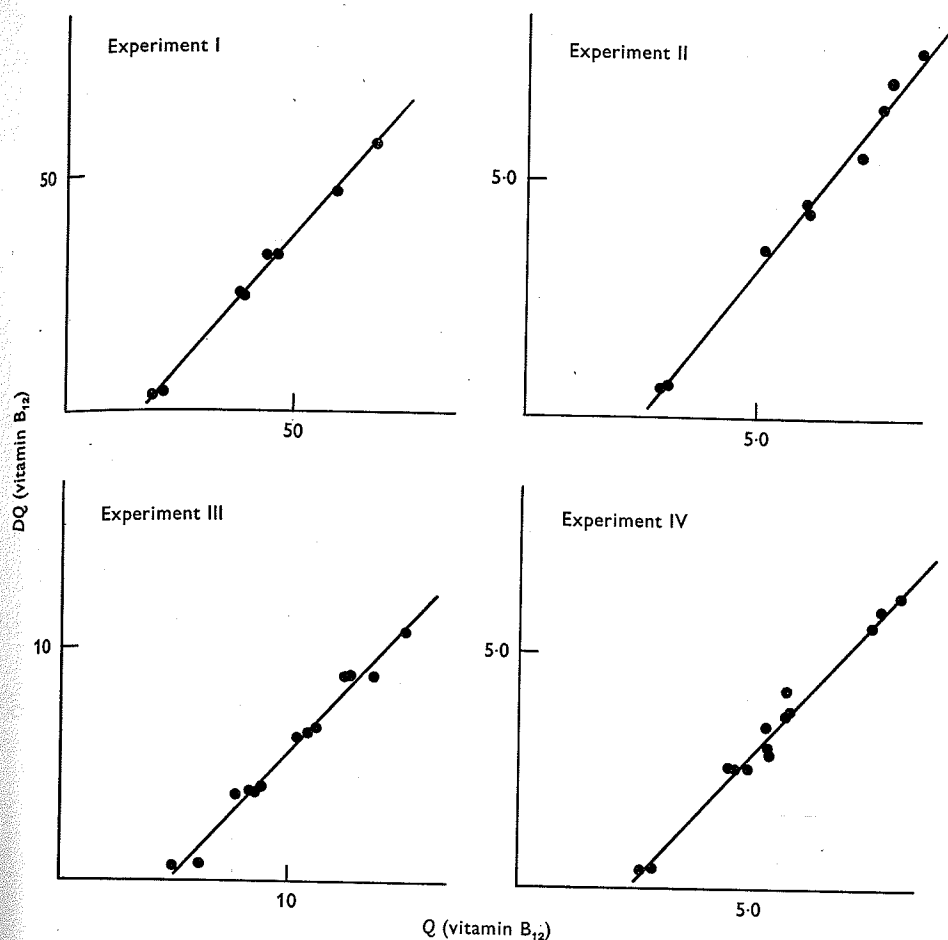 Experiment I
50
50
Experiment II
5·0
5·0
DQ (vitamin B₁₂)
Experiment III
10
10
Experiment IV
5·0
5·0
Q (vitamin B₁₂)